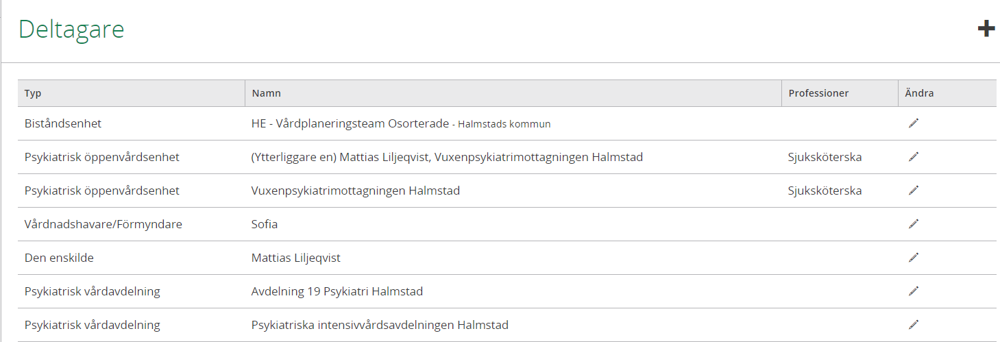 Deltagare
Typ Namn Professioner Ändra
Biståndsenhet HE - Vårdplaneringsteam Osorterade - Halmstads kommun
Psykiatrisk öppenvårdsenhet (Ytterliggare en) Mattias Liljeqvist, Vuxenpsykiatrimottagningen Halmstad Sjuksköterska
Psykiatrisk öppenvårdsenhet Vuxenpsykiatrimottagningen Halmstad Sjuksköterska
Vårdnadshavare/Förmyndare Sofia
Den enskilde Mattias Liljeqvist
Psykiatrisk vårdavdelning Avdelning 19 Psykiatri Halmstad
Psykiatrisk vårdavdelning Psykiatriska intensivvårdsavdelningen Halmstad